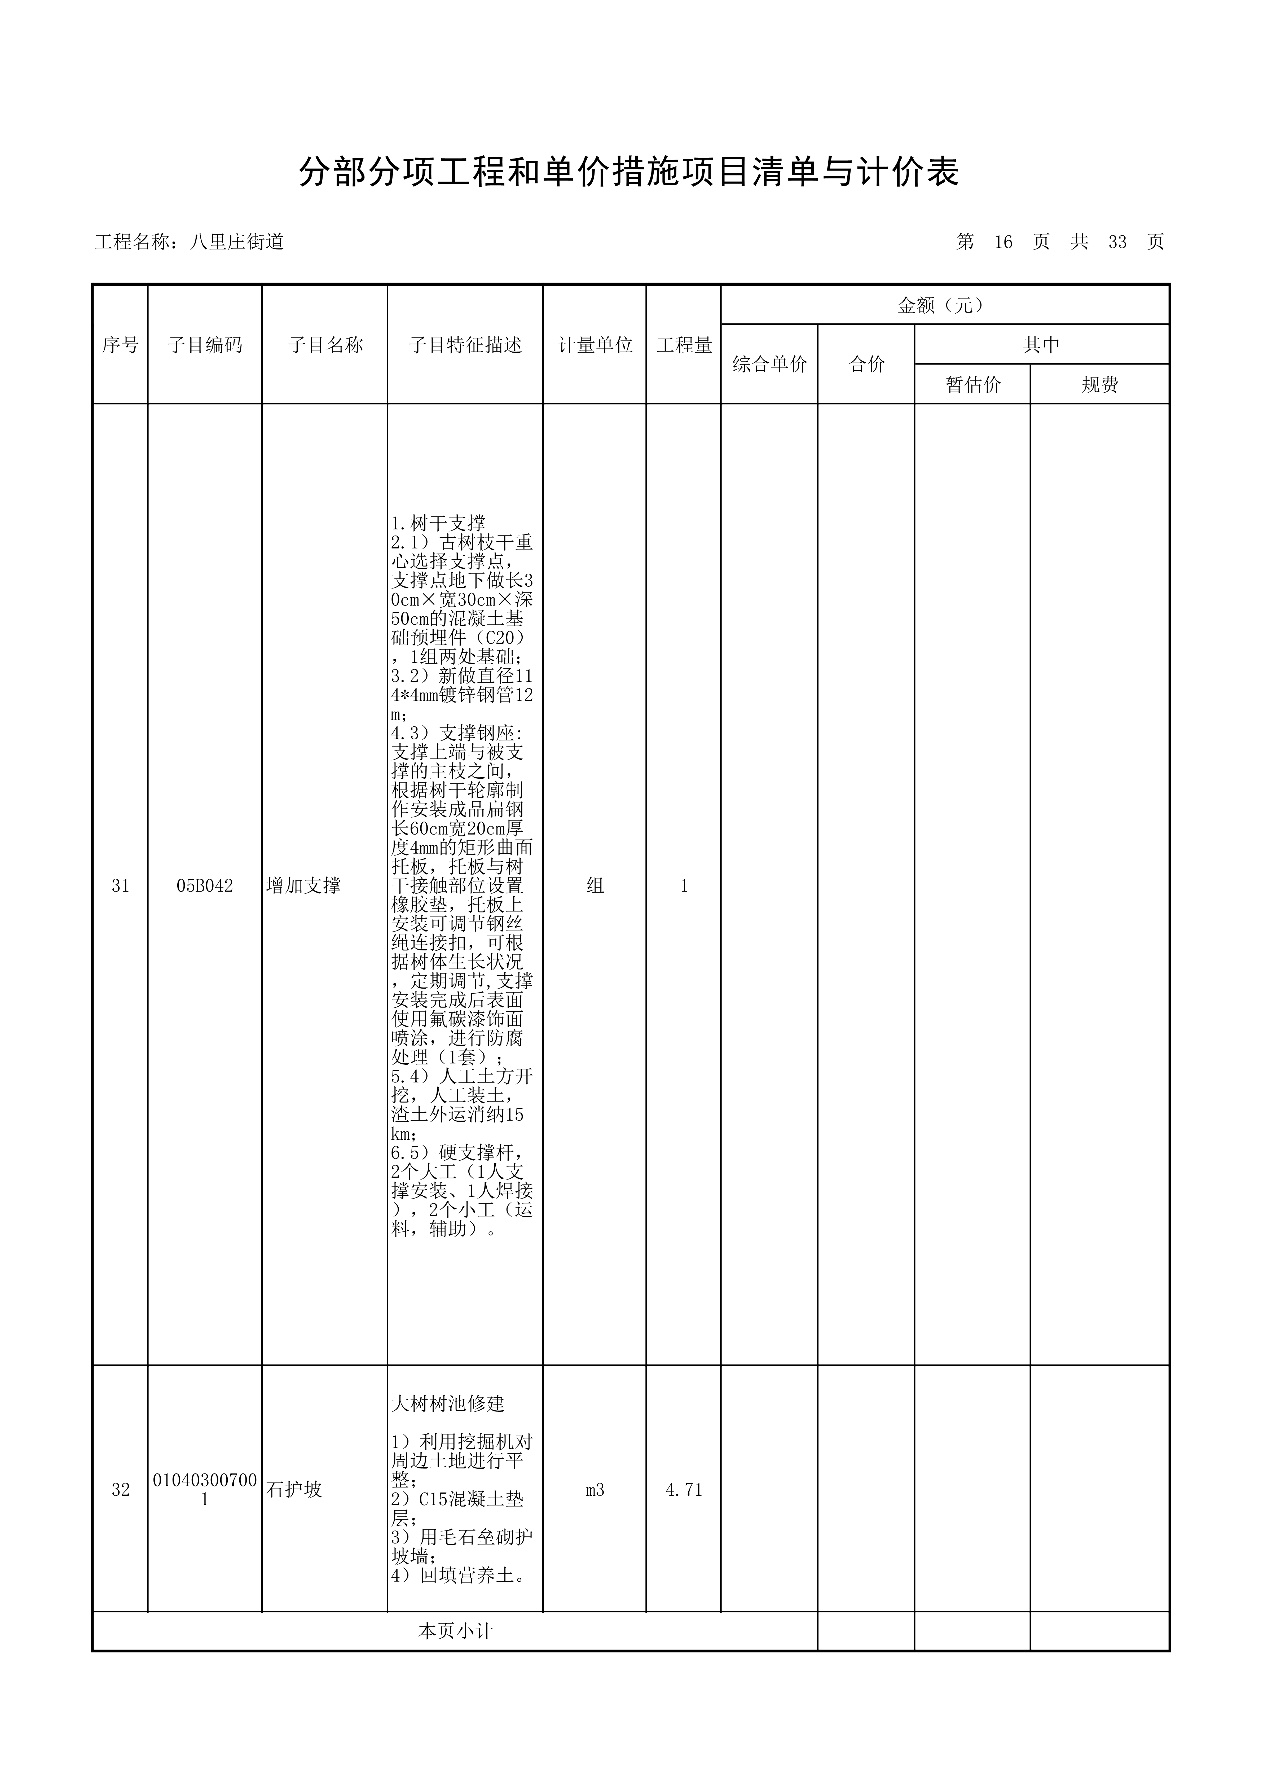 分部分项工程和单价措施项目清单与计价表
工程名称：八里庄街道
第 16 页 共 33 页
序号
子目编码
子目名称
子目特征描述
计量单位
工程量
金额（元）
综合单价
合价
其中
暂估价
规费
31
05B042
增加支撑
1.树干支撑
2.1）古树枝干重
心选择支撑点，
支撑点地下做长3
0cm×宽30cm×深
50cm的混凝土基
础预埋件（C20）
，1组两处基础；
3.2）新做直径11
4*4mm镀锌钢管12
m；
4.3）支撑钢座：
支撑上端与被支
撑的主枝之间，
根据树干轮廓制
作安装成品扁钢
长60cm宽20cm厚
度4mm的矩形曲面
托板，托板与树
干接触部位设置
橡胶垫，托板上
安装可调节钢丝
绳连接扣，可根
据树体生长状况
，定期调节,支撑
安装完成后表面
使用氟碳漆饰面
喷涂，进行防腐
处理（1套）；
5.4）人工土方开
挖，人工装土，
渣土外运消纳15
km；
6.5）硬支撑杆，
2个大工（1人支
撑安装、1人焊接
），2个小工（运
料，辅助）。
组
1
32
01040300700
1
石护坡
大树树池修建
1）利用挖掘机对
周边土地进行平
整；
2）C15混凝土垫
层；
3）用毛石垒砌护
坡墙；
4）回填营养土。
m3
4.71
本页小计